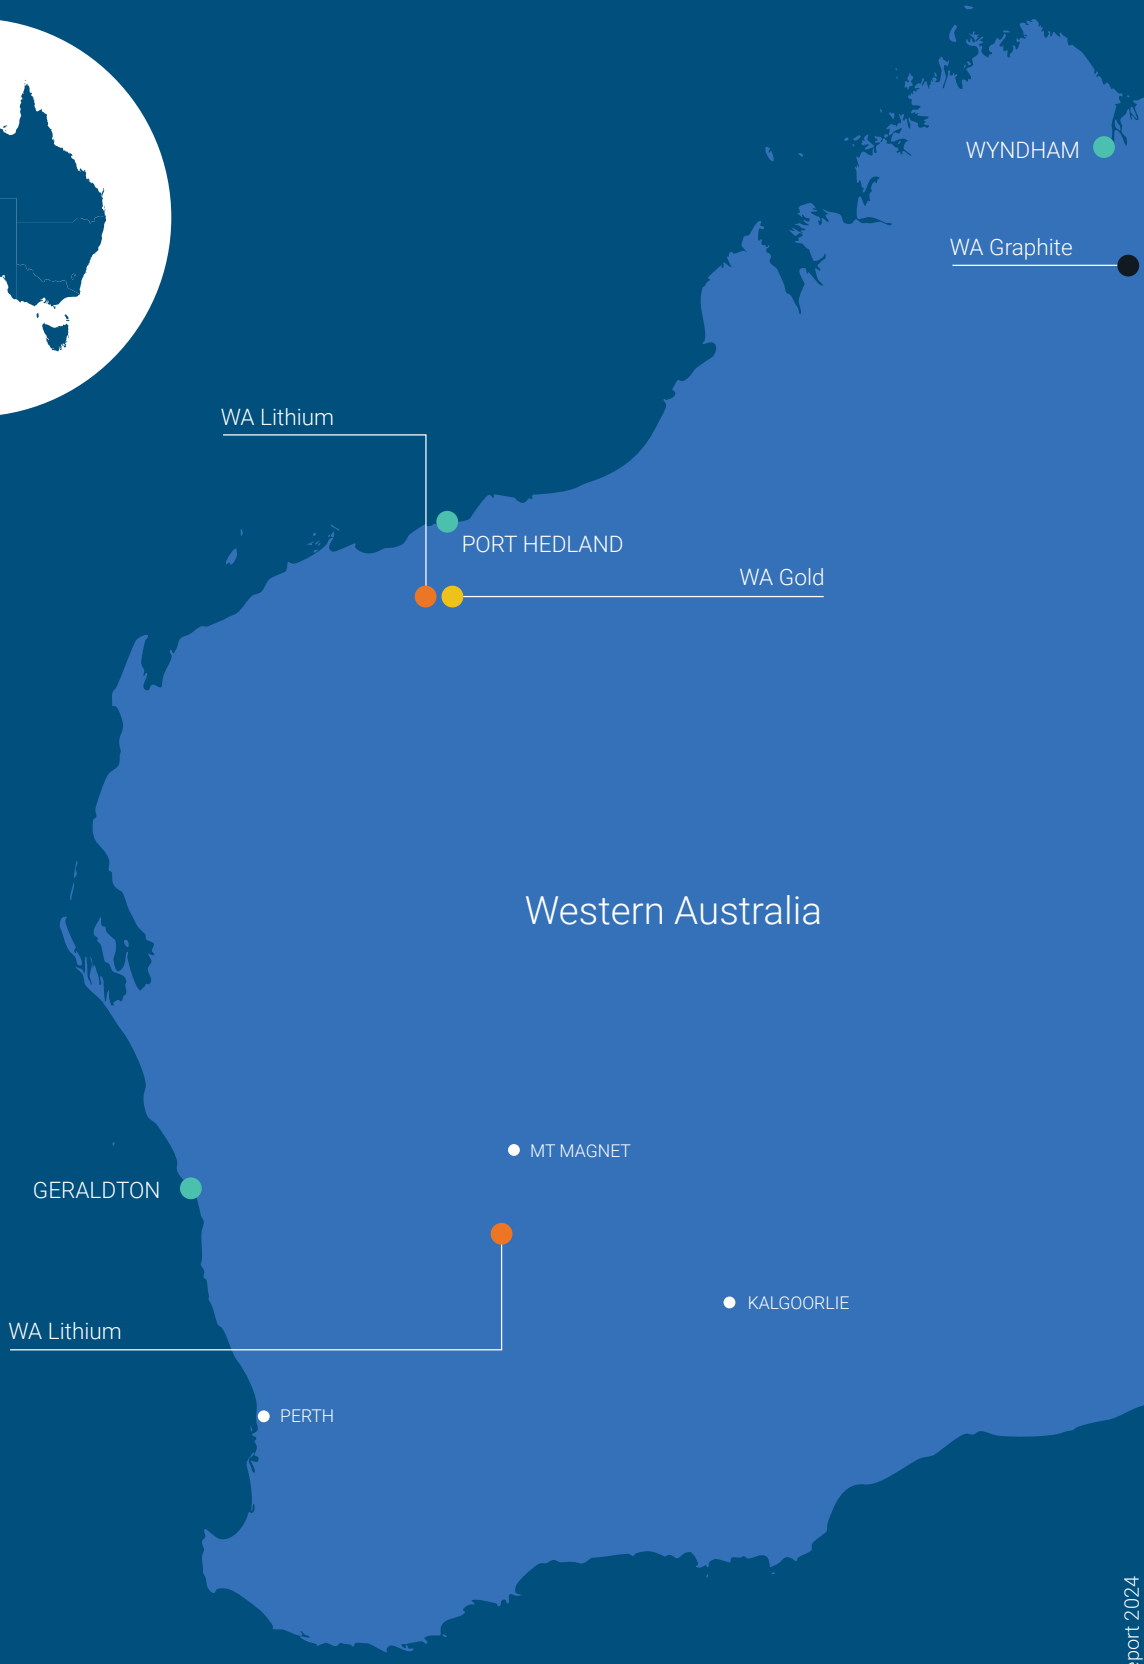 WYNDHAM
WA Graphite
WA Lithium
PORT HEDLAND
WA Gold
Western Australia
MT MAGNET
GERALDTON
KALGOORLIE
WA Lithium
PERTH
2024